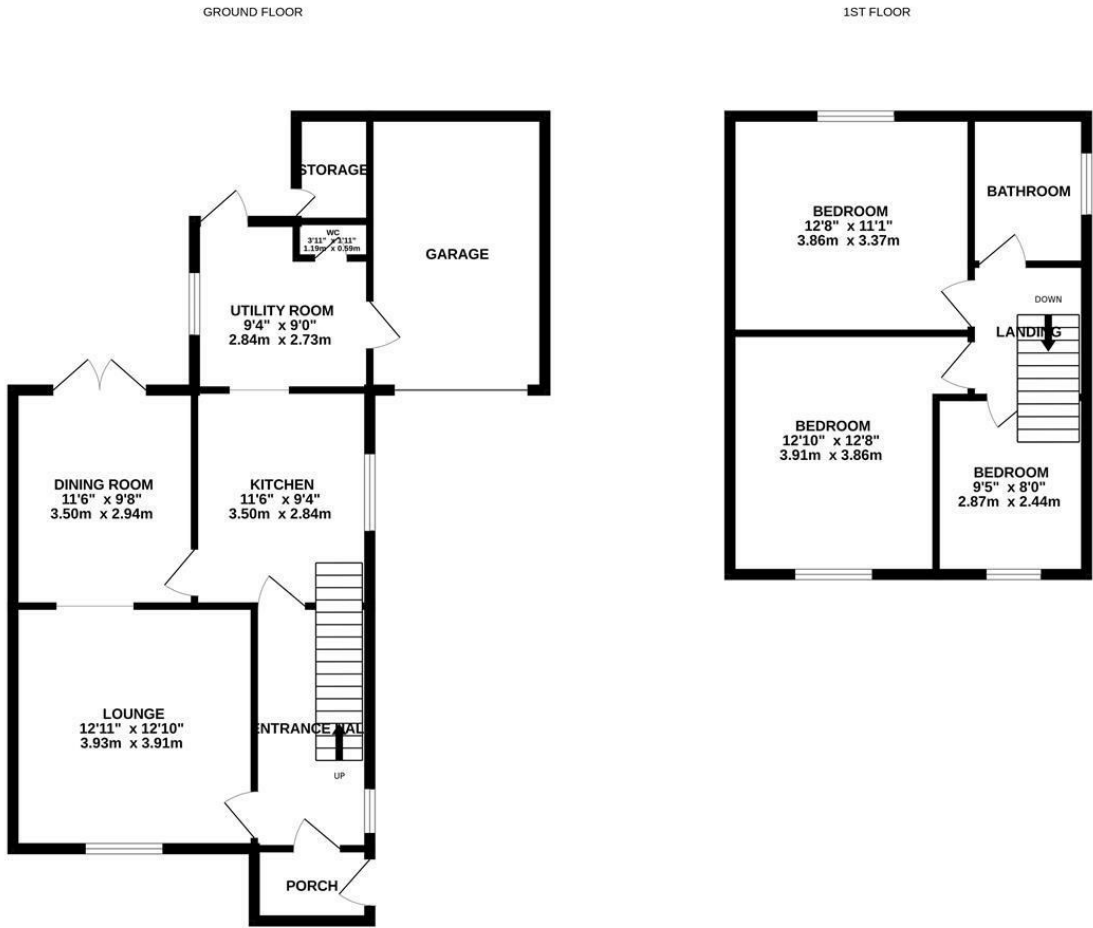 GROUND FLOOR
1ST FLOOR
STORAGE
WC
3'11" x 1'11"
1.19m x 0.59m
GARAGE
UTILITY ROOM
9'4" x 9'0"
2.84m x 2.73m
DINING ROOM
11'6" x 9'8"
3.50m x 2.94m
KITCHEN
11'6" x 9'4"
3.50m x 2.84m
LOUNGE
12'11" x 12'10"
3.93m x 3.91m
ENTRANCE HALL
UP
PORCH
BEDROOM
12'8" x 11'1"
3.86m x 3.37m
BATHROOM
DOWN
LANDING
BEDROOM
12'10" x 12'8"
3.91m x 3.86m
BEDROOM
9'5" x 8'0"
2.87m x 2.44m